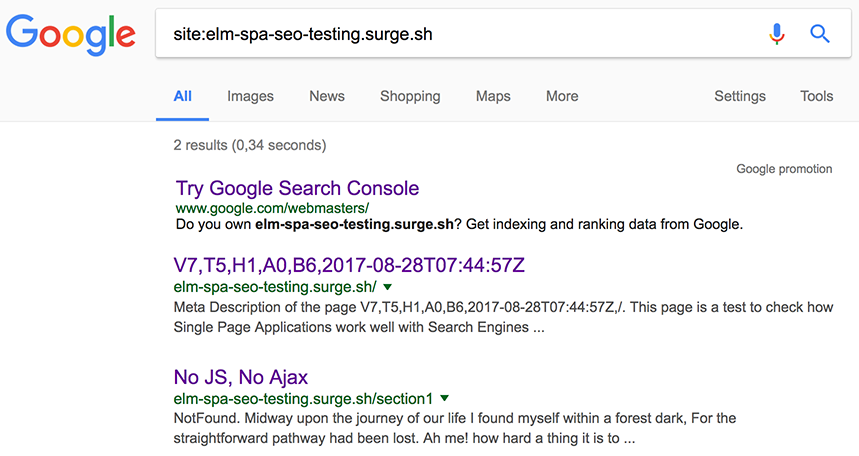 Google
site:elm-spa-seo-testing.surge.sh
All Images News Shopping Maps More Settings Tools
2 results (0,34 seconds)
Google promotion
Try Google Search Console
www.google.com/webmasters/
Do you own elm-spa-seo-testing.surge.sh? Get indexing and ranking data from Google.
V7,T5,H1,A0,B6,2017-08-28T07:44:57Z
elm-spa-seo-testing.surge.sh/
Meta Description of the page V7,T5,H1,A0,B6,2017-08-28T07:44:57Z,/. This page is a test to check how
Single Page Applications work well with Search Engines ...
No JS, No Ajax
elm-spa-seo-testing.surge.sh/section1
NotFound. Midway upon the journey of our life I found myself within a forest dark, For the
straightforward pathway had been lost. Ah me! how hard a thing it is to ...